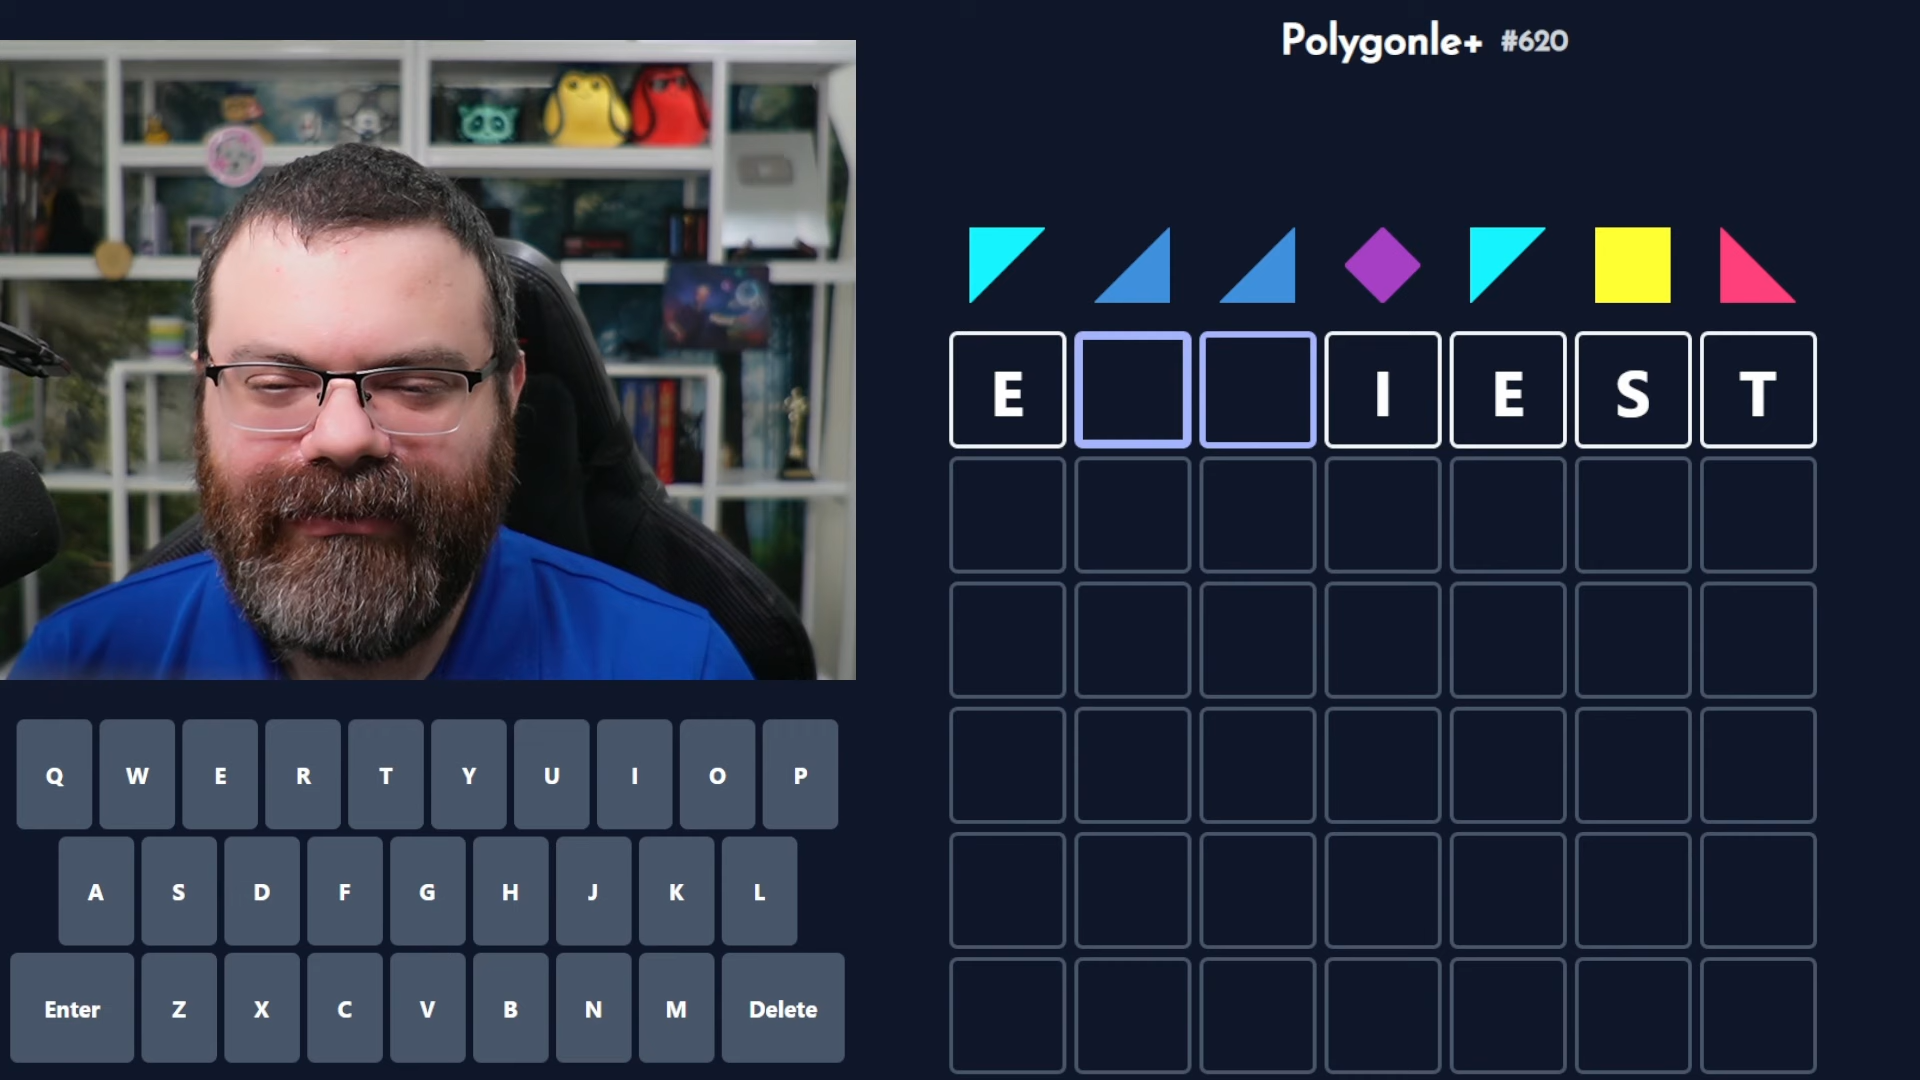 Polygonle+ #620
E I E S T
Q W E R T Y U I O P
A S D F G H J K L
Enter Z X C V B N M Delete